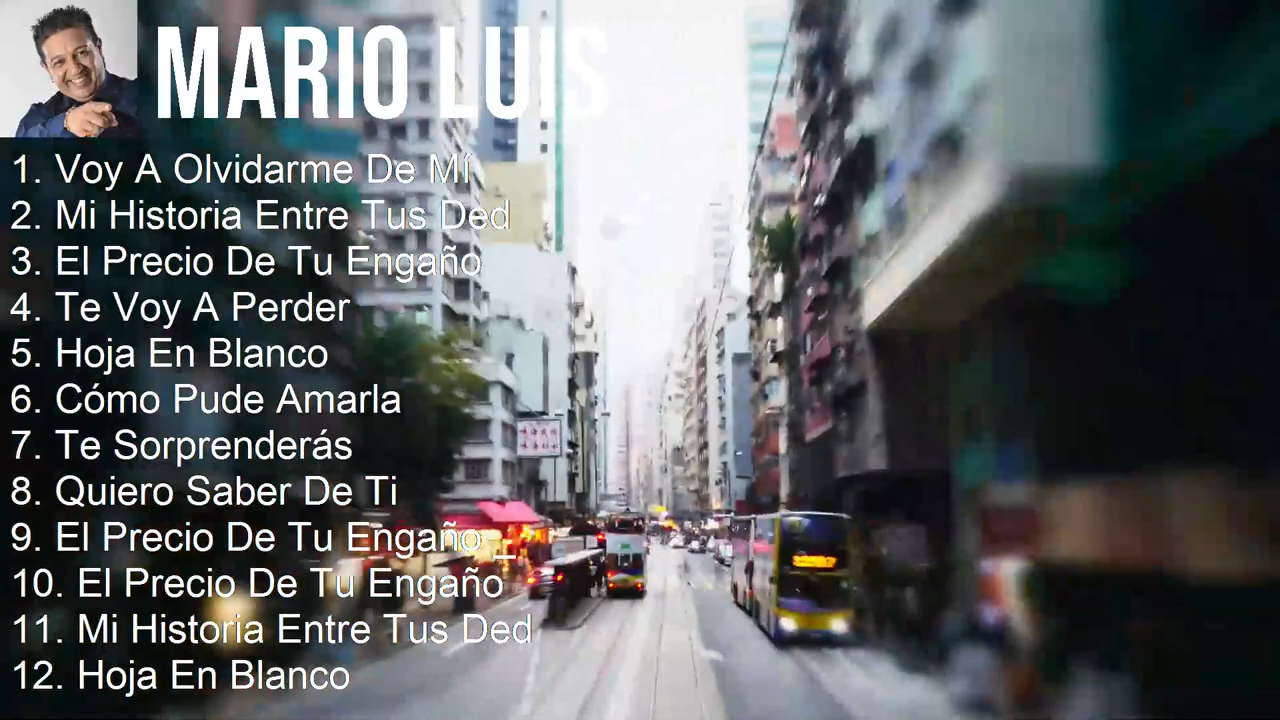 MARIO LUIS
1. Voy A Olvidarme De Mí
2. Mi Historia Entre Tus Ded
3. El Precio De Tu Engaño
4. Te Voy A Perder
5. Hoja En Blanco
6. Cómo Pude Amarla
7. Te Sorprenderás
8. Quiero Saber De Ti
9. El Precio De Tu Engaño _
10. El Precio De Tu Engaño
11. Mi Historia Entre Tus Ded
12. Hoja En Blanco